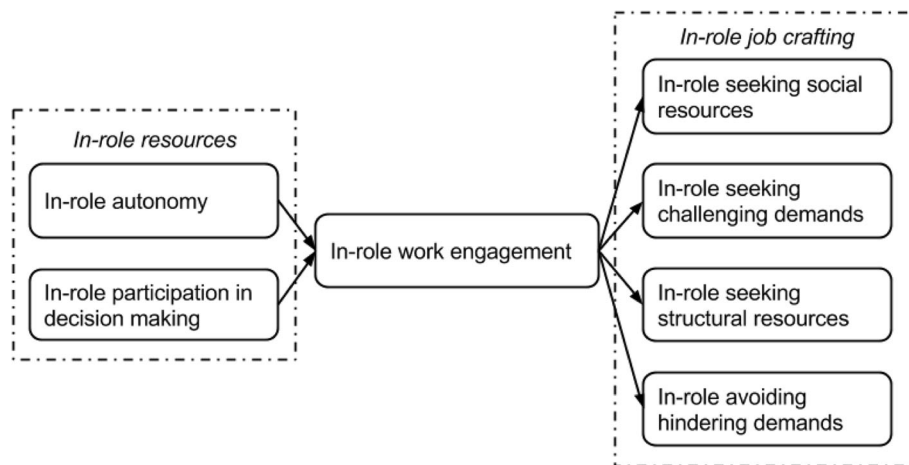 In-role resources
In-role autonomy
In-role participation in
decision making
In-role work engagement
In-role job crafting
In-role seeking social
resources
In-role seeking
challenging demands
In-role seeking
structural resources
In-role avoiding
hindering demands